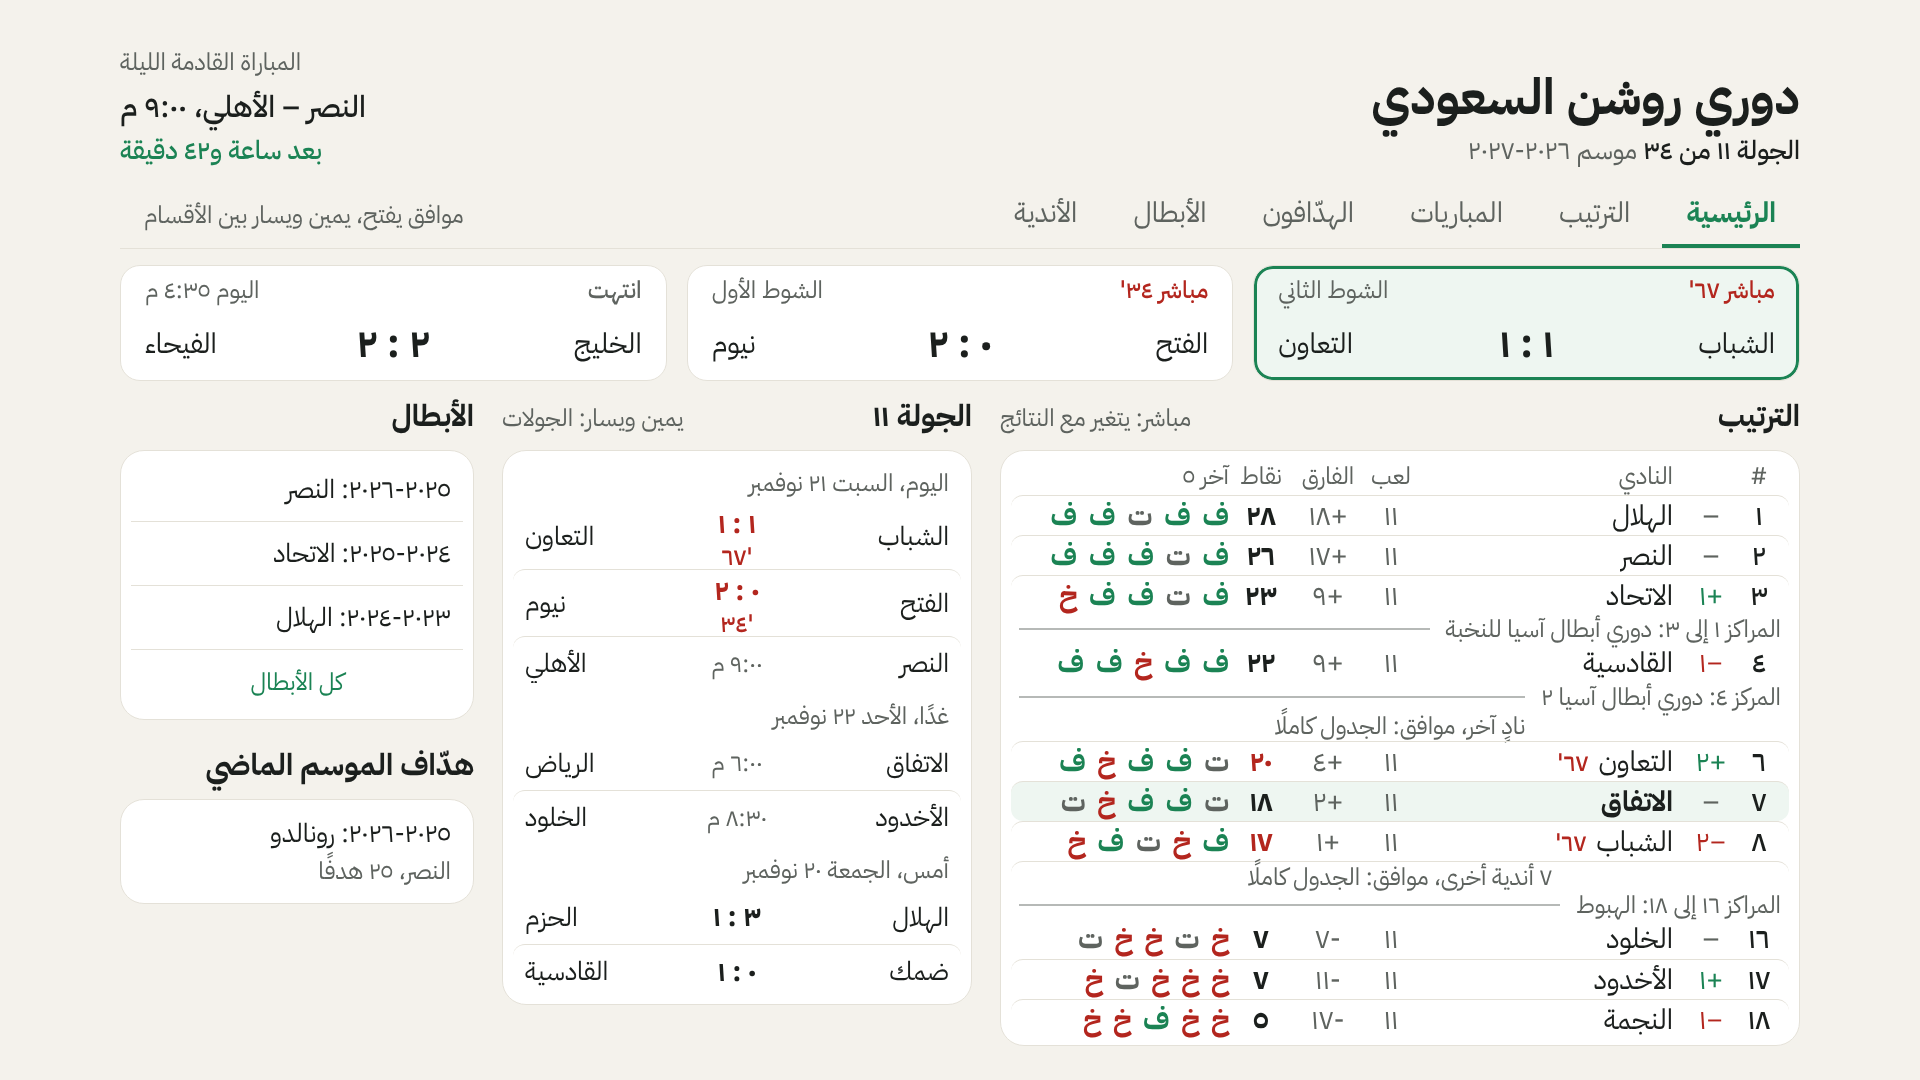 دوري روشن السعودي
الجولة ١١ من ٣٤ موسم ٢٠٢٦-٢٠٢٧
المباراة القادمة الليلة
النصر – الأهلي، ٩:٠٠ م
بعد ساعة و٤٢ دقيقة
الرئيسية الترتيب المباريات الهدّافون الأبطال الأندية
موافق يفتح، يمين ويسار بين الأقسام
مباشر ٦٧' الشوط الثاني
الشباب ١ : ١ التعاون
مباشر ٣٤' الشوط الأول
الفتح ٠ : ٢ نيوم
انتهت اليوم ٤:٣٥ م
الخليج ٢ : ٢ الفيحاء
الترتيب مباشر: يتغير مع النتائج
# النادي لعب الفارق نقاط آخر ٥
١ – الهلال ١١ +١٨ ٢٨ ف ف ت ف ف
٢ – النصر ١١ +١٧ ٢٦ ف ت ف ف ف
٣ +١ الاتحاد ١١ +٩ ٢٣ ف ت ف ف خ
المراكز ١ إلى ٣: دوري أبطال آسيا للنخبة
٤ –١ القادسية ١١ +٩ ٢٢ ف ف خ ف ف
المركز ٤: دوري أبطال آسيا ٢
نادٍ آخر، موافق: الجدول كاملًا
٦ +٢ التعاون ٦٧' ١١ +٤ ٢٠ ت ف ف خ ف
٧ – الاتفاق ١١ +٢ ١٨ ت ف ف خ ت
٨ –٢ الشباب ٦٧' ١١ +١ ١٧ ف خ ت ف خ
٧ أندية أخرى، موافق: الجدول كاملًا
المراكز ١٦ إلى ١٨: الهبوط
١٦ – الخلود ١١ -٧ ٧ خ ت خ خ ت
١٧ +١ الأخدود ١١ -١١ ٧ خ خ خ ت خ
١٨ –١ النجمة ١١ -١٧ ٥ خ خ ف خ خ
الجولة ١١ يمين ويسار: الجولات
اليوم، السبت ٢١ نوفمبر
الشباب ١ : ١ التعاون
٦٧'
الفتح ٠ : ٢ نيوم
٣٤'
النصر ٩:٠٠ م الأهلي
غدًا، الأحد ٢٢ نوفمبر
الاتفاق ٦:٠٠ م الرياض
الأخدود ٨:٣٠ م الخلود
أمس، الجمعة ٢٠ نوفمبر
الهلال ٣ : ١ الحزم
ضمك ٠ : ١ القادسية
الأبطال
٢٠٢٥-٢٠٢٦: النصر
٢٠٢٤-٢٠٢٥: الاتحاد
٢٠٢٣-٢٠٢٤: الهلال
كل الأبطال
هدّاف الموسم الماضي
٢٠٢٥-٢٠٢٦: رونالدو
النصر، ٢٥ هدفًا